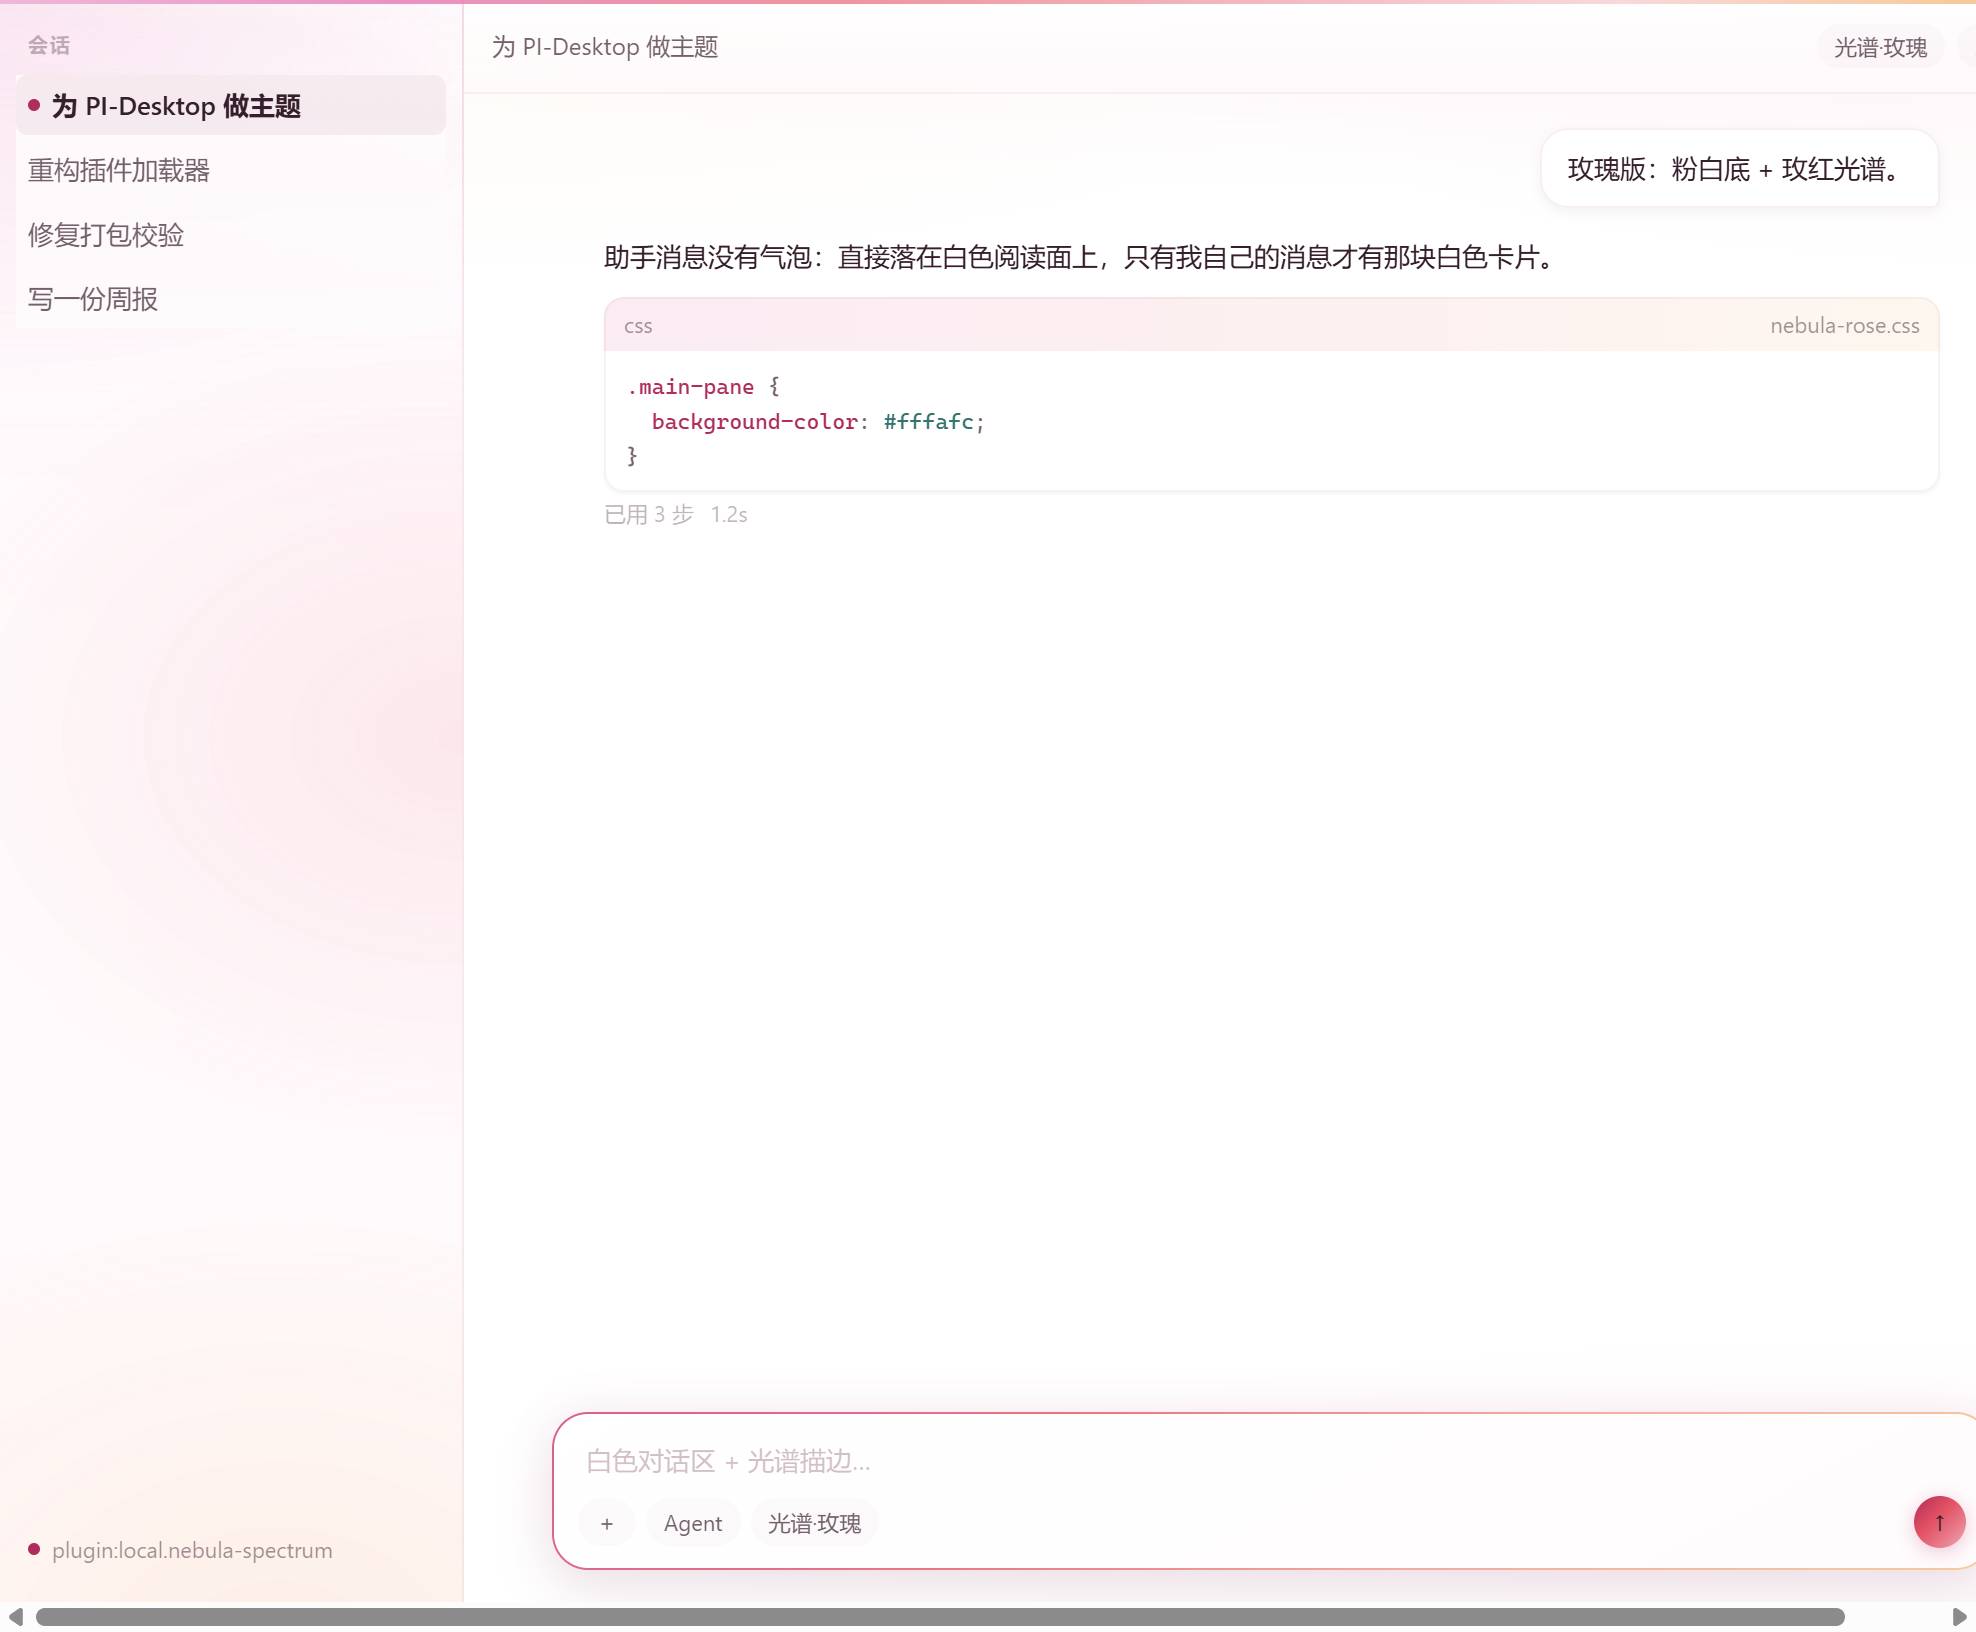 会话
为 PI-Desktop 做主题
重构插件加载器
修复打包校验
写一份周报
plugin:local.nebula-spectrum
为 PI-Desktop 做主题
光谱·玫瑰
玫瑰版：粉白底 + 玫红光谱。
助手消息没有气泡：直接落在白色阅读面上，只有我自己的消息才有那块白色卡片。
css
nebula-rose.css
.main-pane {
  background-color: #fffafc;
}
已用 3 步 1.2s
白色对话区 + 光谱描边...
+ Agent 光谱·玫瑰 ↑